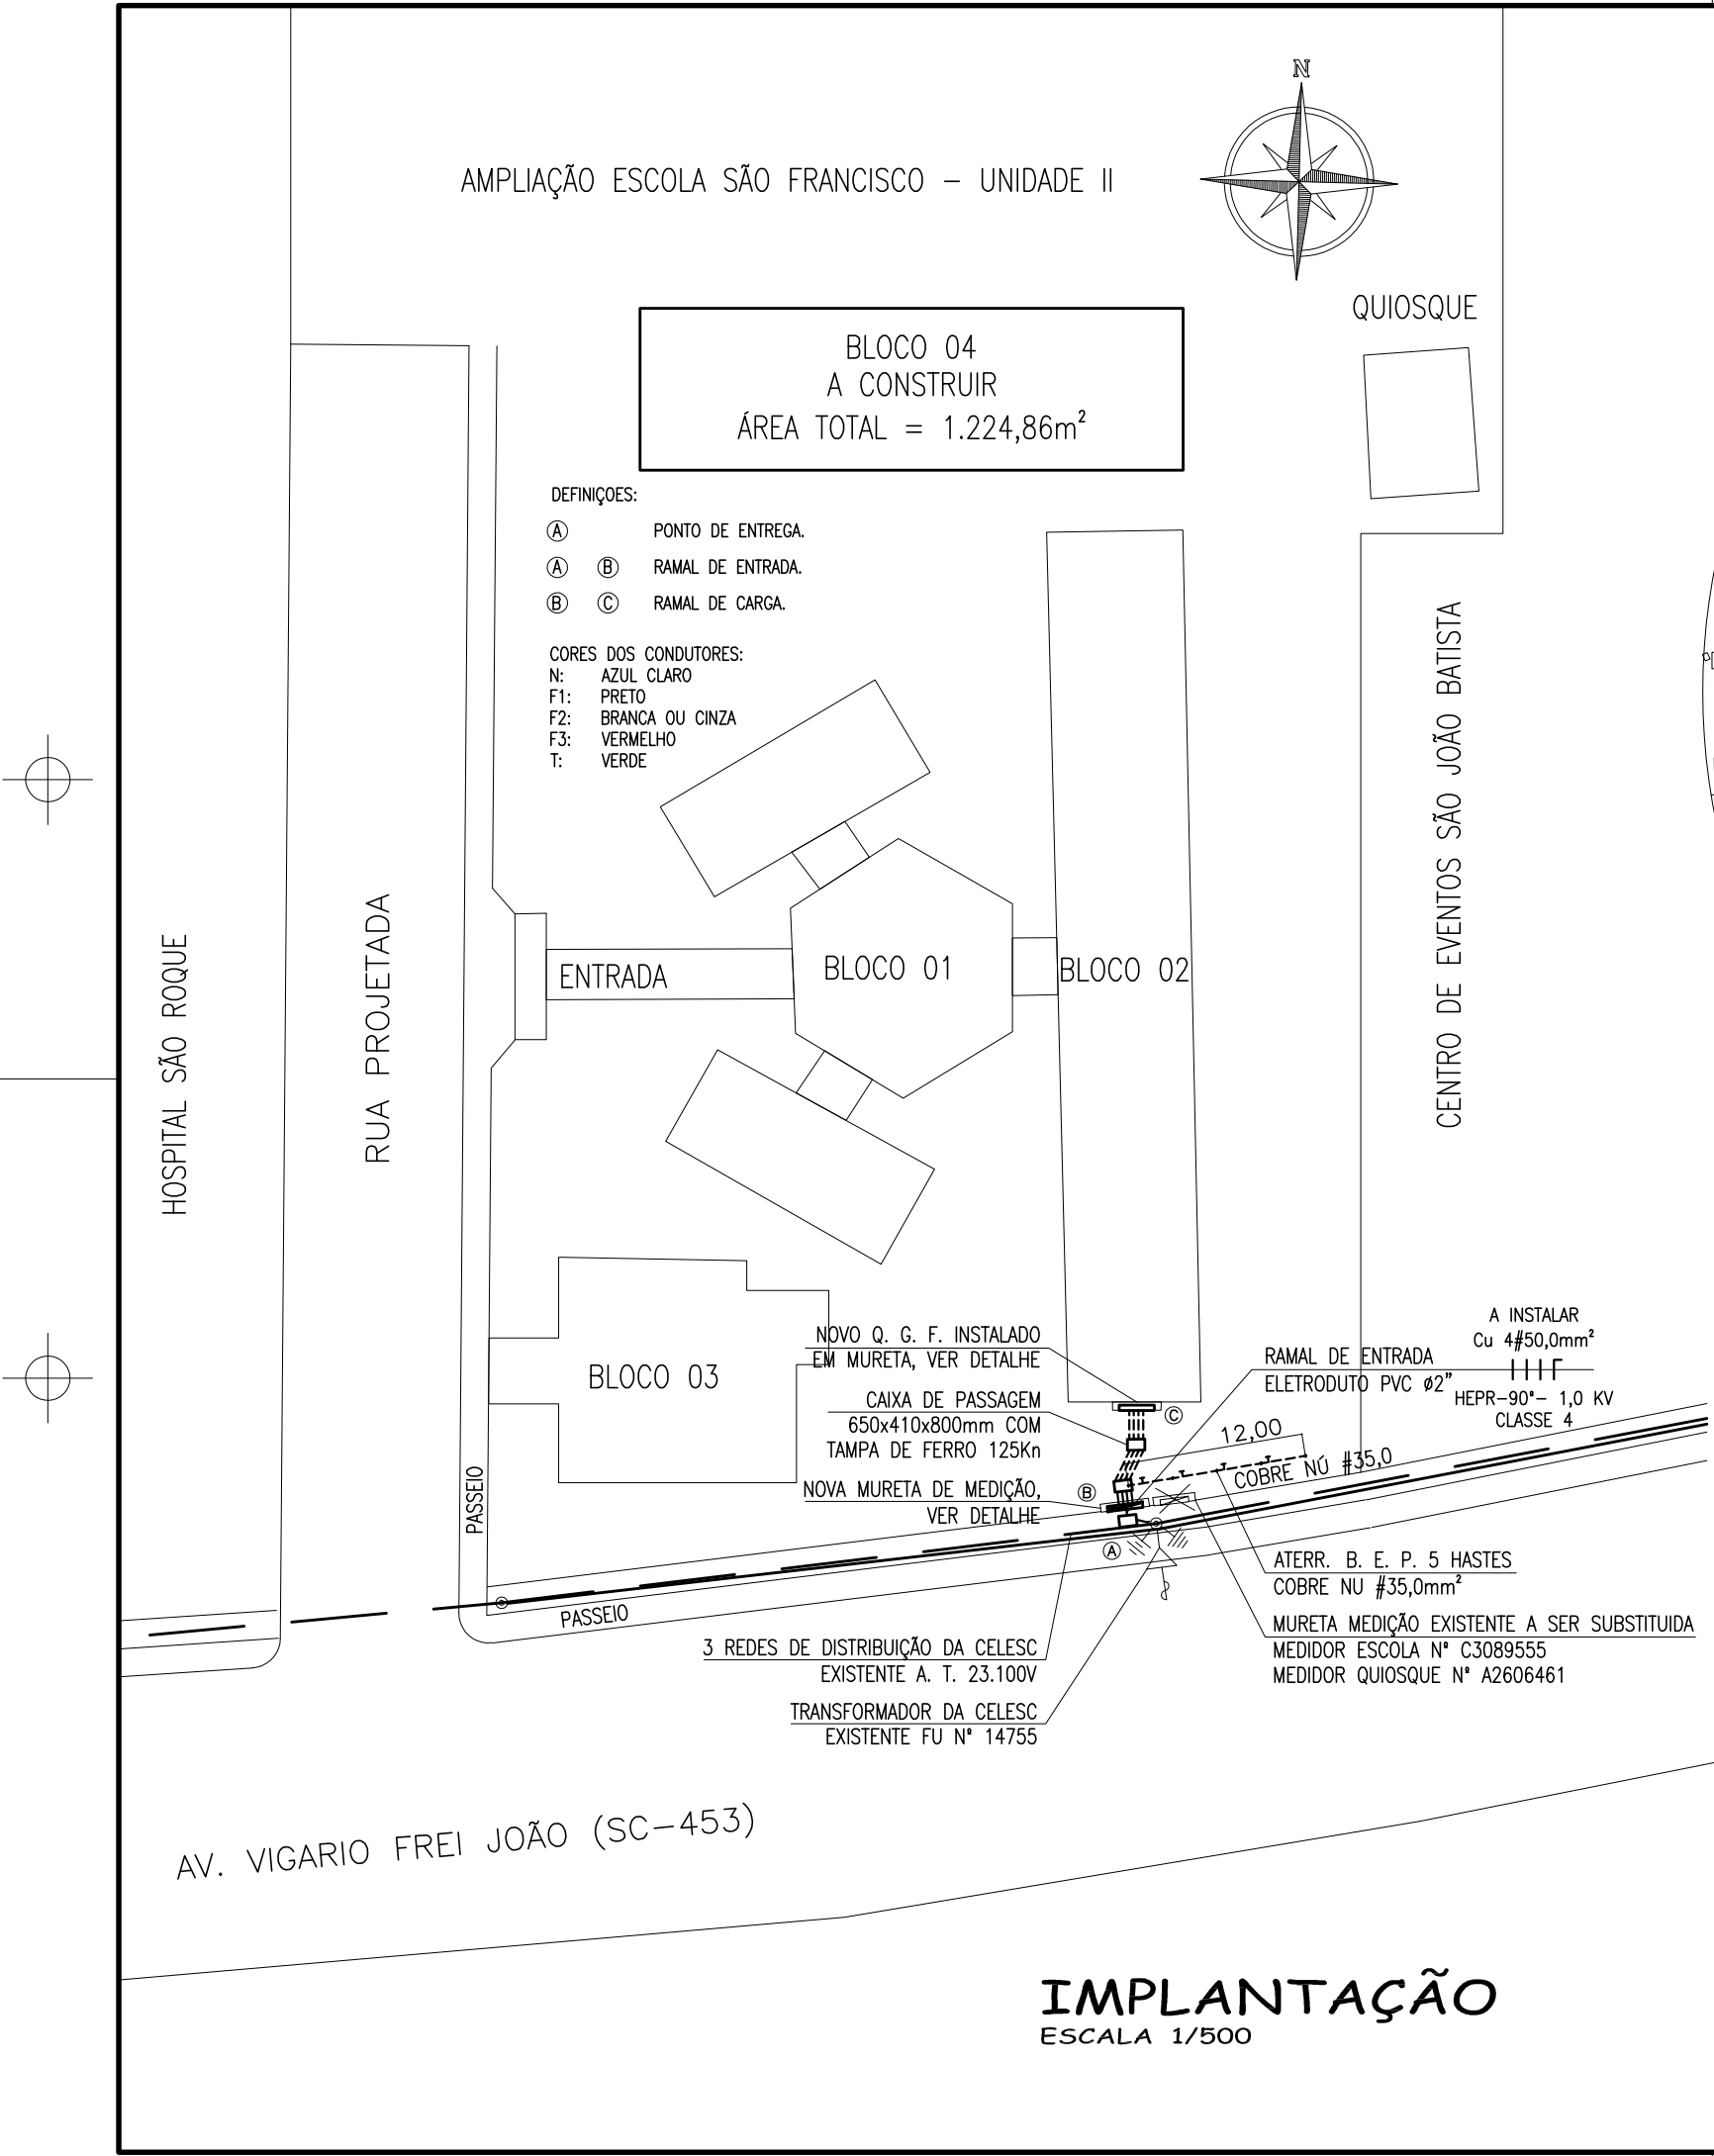 N
AMPLIAÇÃO ESCOLA SÃO FRANCISCO – UNIDADE II
QUIOSQUE
BLOCO 04
A CONSTRUIR
ÁREA TOTAL = 1.224,86m²
DEFINIÇOES:
A PONTO DE ENTREGA.
A B RAMAL DE ENTRADA.
B C RAMAL DE CARGA.
CORES DOS CONDUTORES:
N: AZUL CLARO
F1: PRETO
F2: BRANCA OU CINZA
F3: VERMELHO
T: VERDE
HOSPITAL SÃO ROQUE
RUA PROJETADA
ENTRADA
BLOCO 01
BLOCO 02
CENTRO DE EVENTOS SÃO JOÃO BATISTA
BLOCO 03
PASSEIO
PASSEIO
NOVO Q. G. F. INSTALADO
EM MURETA, VER DETALHE
CAIXA DE PASSAGEM
650x410x800mm COM
TAMPA DE FERRO 125Kn
NOVA MURETA DE MEDIÇÃO,
VER DETALHE
C
B
A
12,00
COBRE NÚ #35,0
RAMAL DE ENTRADA
ELETRODUTO PVC ø2"
A INSTALAR
Cu 4#50,0mm²
HEPR-90°- 1,0 KV
CLASSE 4
ATERR. B. E. P. 5 HASTES
COBRE NU #35,0mm²
MURETA MEDIÇÃO EXISTENTE A SER SUBSTITUIDA
MEDIDOR ESCOLA Nº C3089555
MEDIDOR QUIOSQUE Nº A2606461
3 REDES DE DISTRIBUIÇÃO DA CELESC
EXISTENTE A. T. 23.100V
TRANSFORMADOR DA CELESC
EXISTENTE FU Nº 14755
AV. VIGARIO FREI JOÃO (SC-453)
IMPLANTAÇÃO
ESCALA 1/500